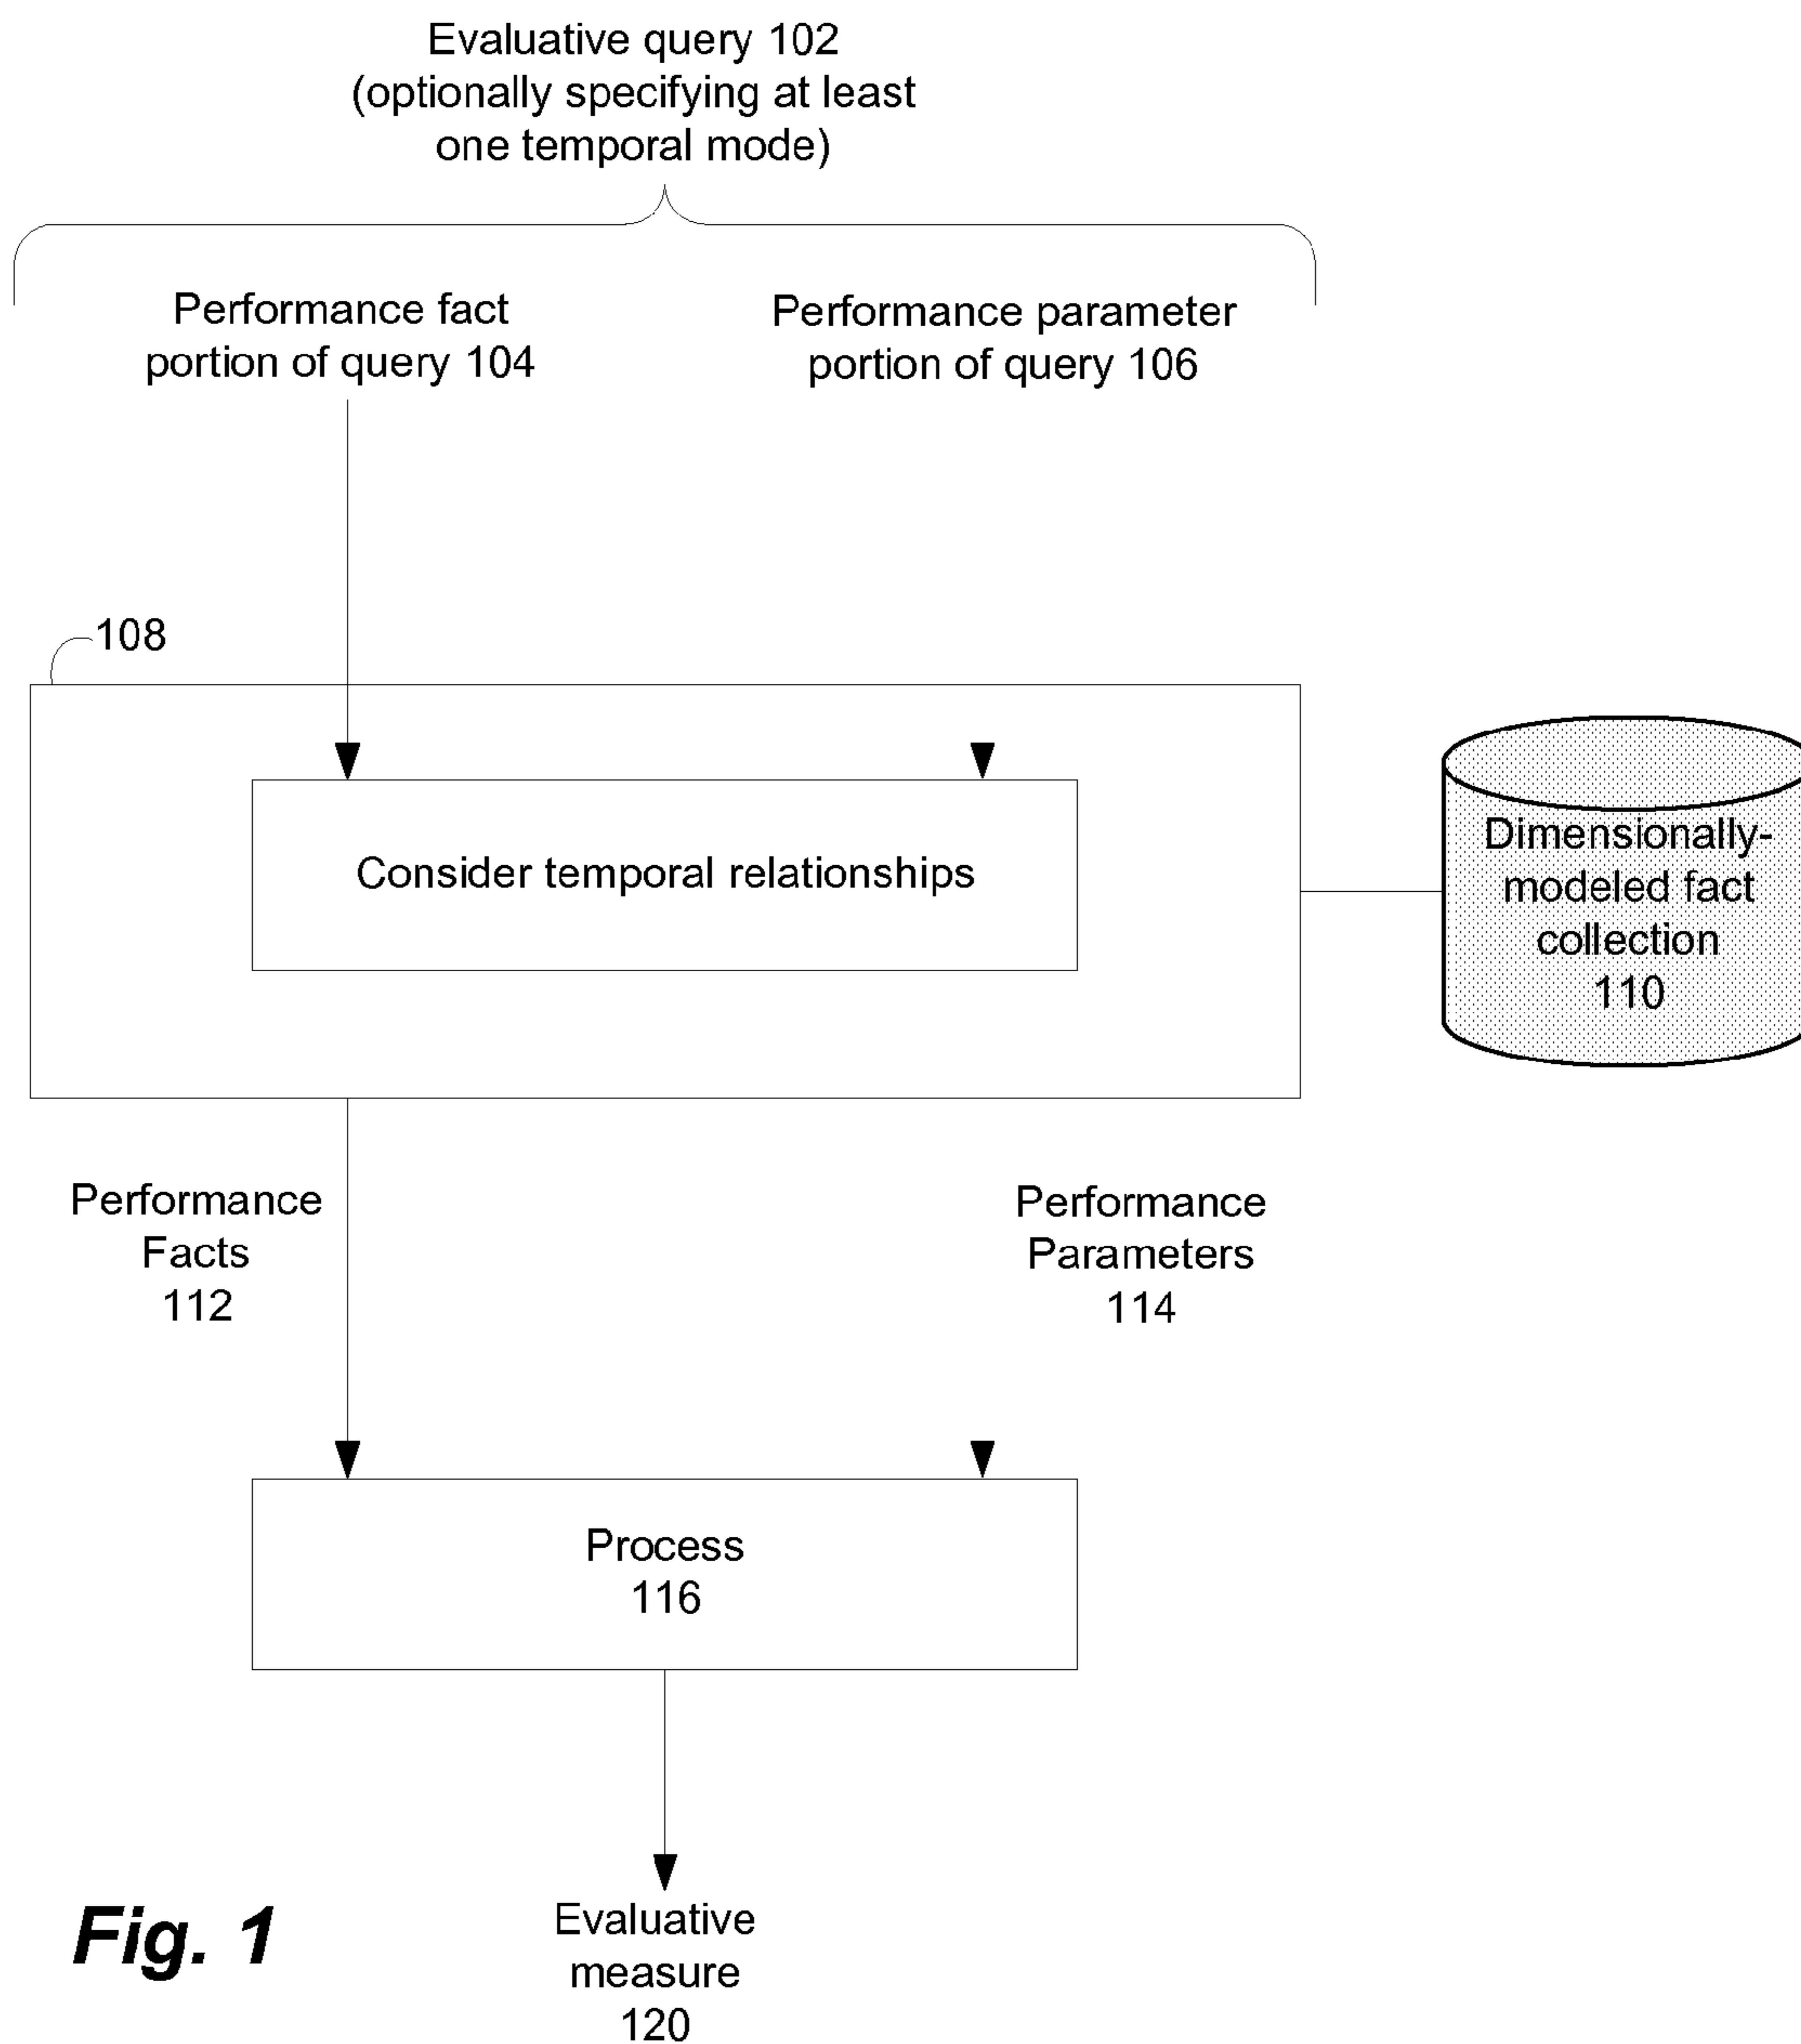 Evaluative query 102
(optionally specifying at least
one temporal mode)
Performance fact
portion of query 104
Performance parameter
portion of query 106
108
Consider temporal relationships
Dimensionally-
modeled fact
collection
110
Performance
Facts
112
Performance
Parameters
114
Process
116
Evaluative
measure
120
Fig. 1